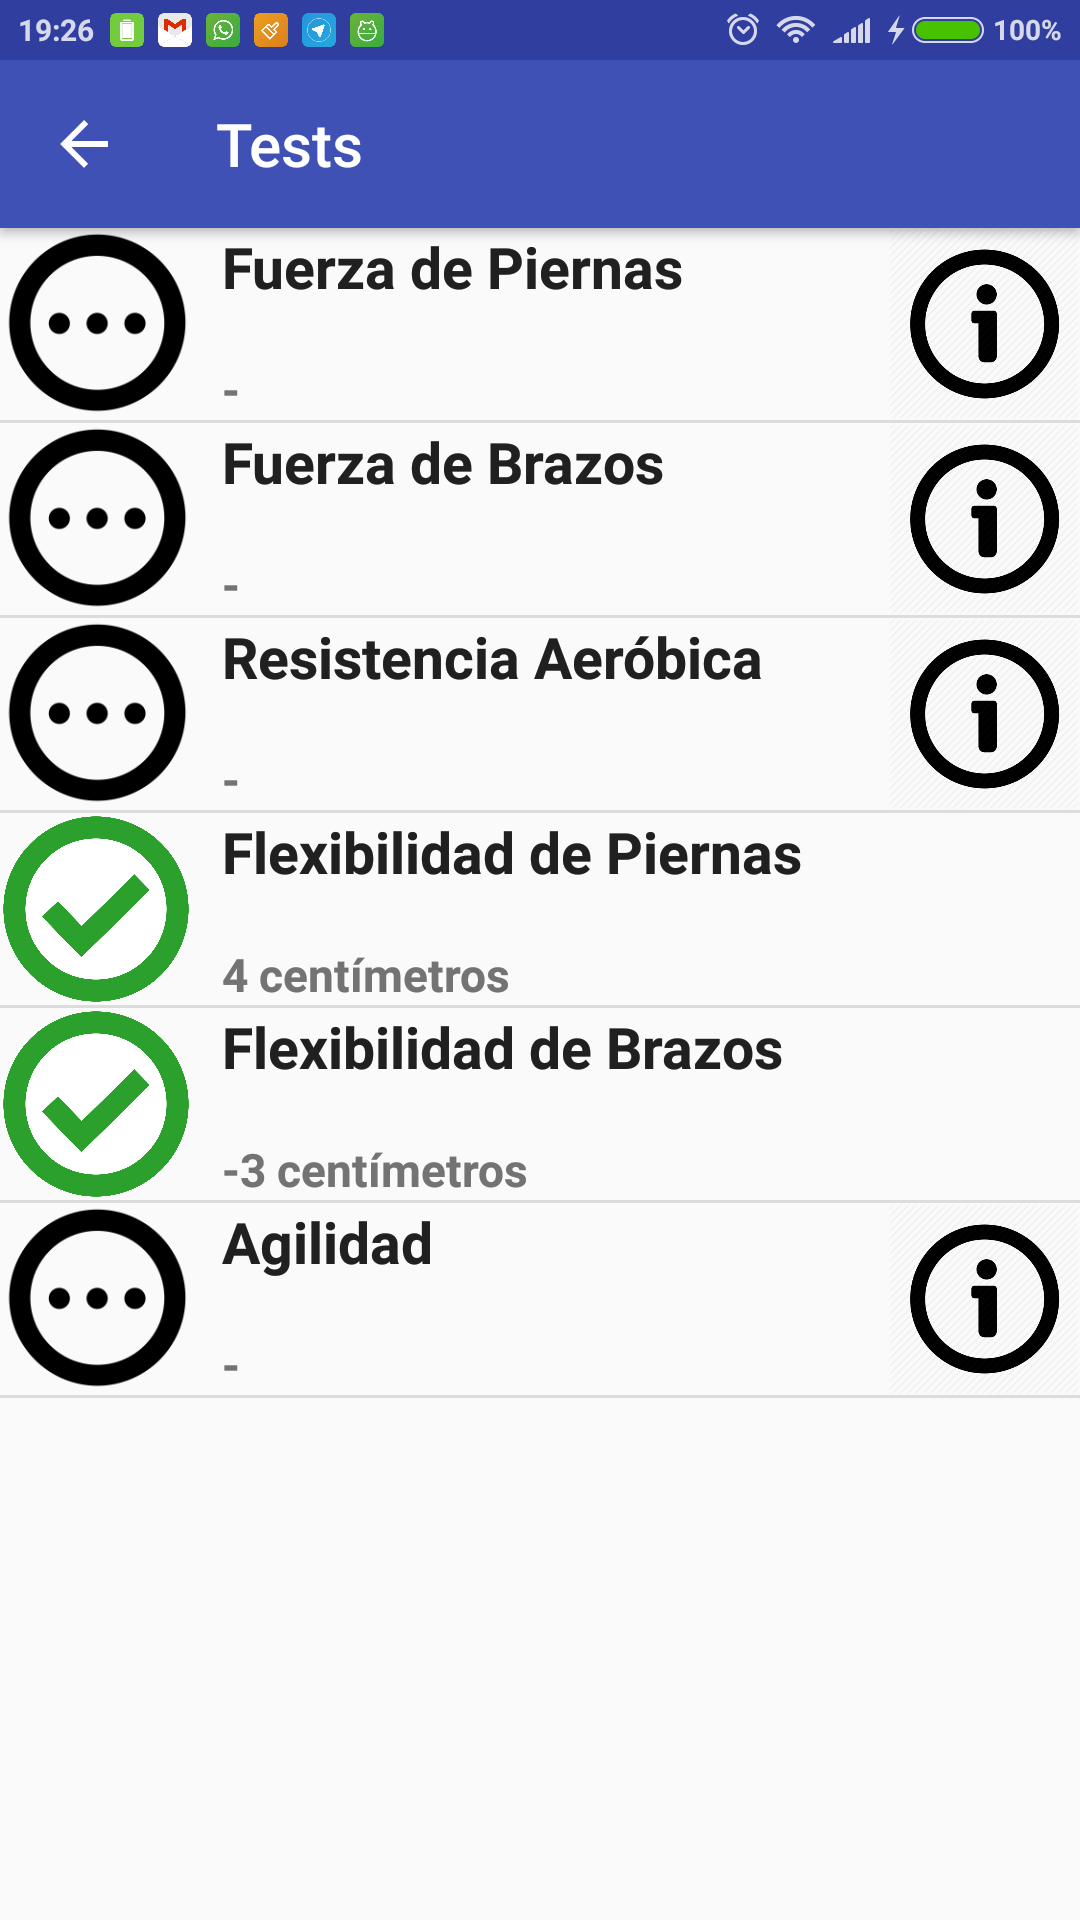 19:26 100%
Tests
Fuerza de Piernas
-
Fuerza de Brazos
-
Resistencia Aeróbica
-
Flexibilidad de Piernas
4 centímetros
Flexibilidad de Brazos
-3 centímetros
Agilidad
-